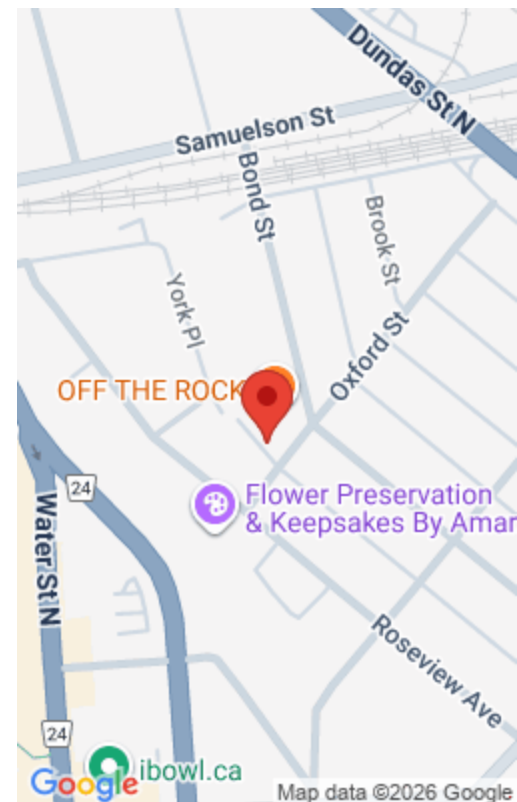 Dundas St N
Samuelson St
Bond St
Brook St
York Pl
Oxford St
OFF THE ROCK
24
Flower Preservation
& Keepsakes By Amar
Water St N
Roseview Ave
24
ibowl.ca
Google
Map data ©2026 Google